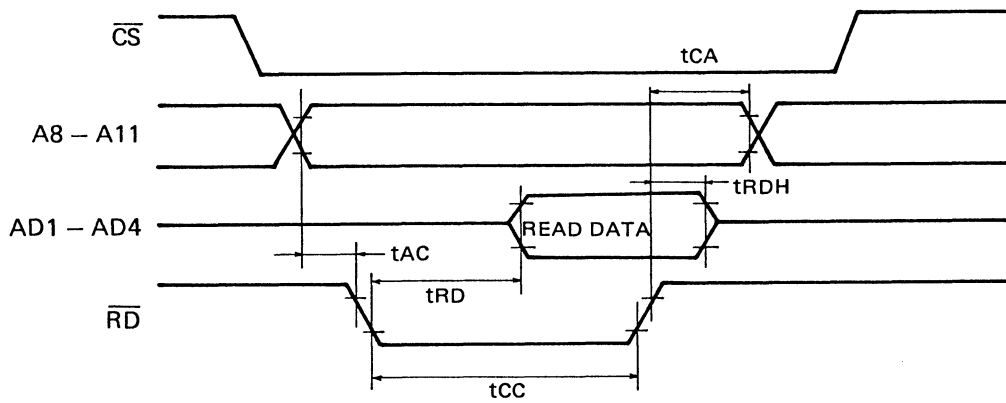 CS
tCA
A8 – A11
tRDH
AD1 – AD4
READ DATA
tAC
tRD
RD
tCC